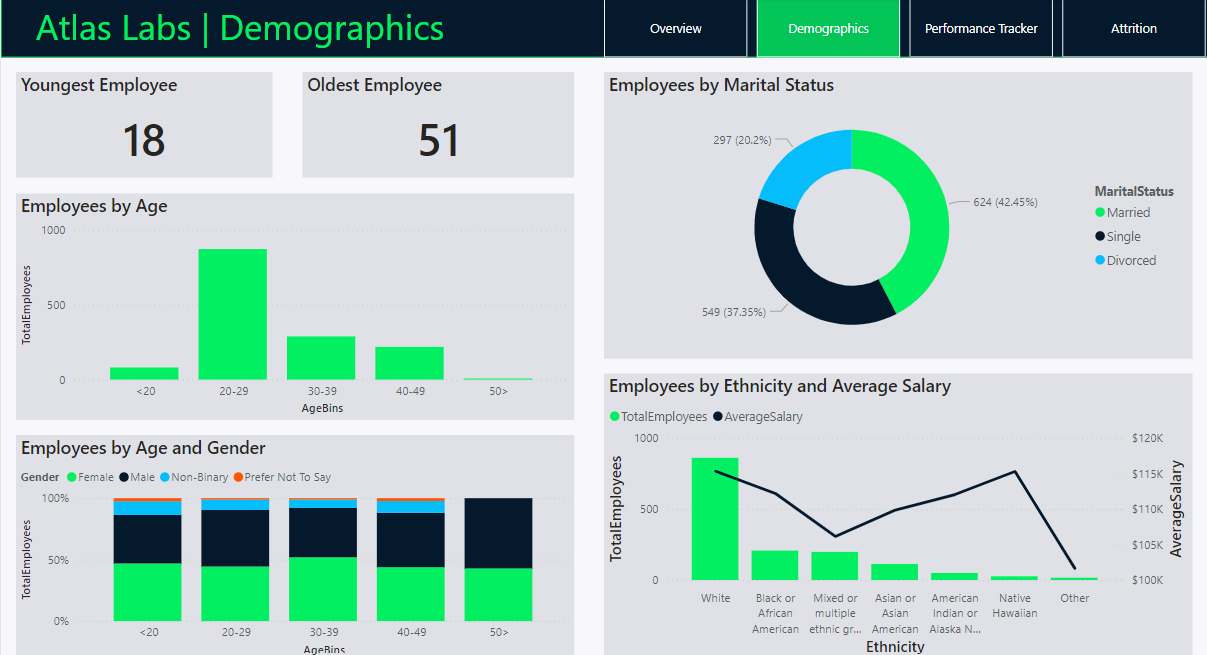 Atlas Labs | Demographics
Overview
Demographics
Performance Tracker
Attrition
Youngest Employee
18
Oldest Employee
51
Employees by Age
TotalEmployees
1000
500
0
<20
20-29
30-39
40-49
50>
AgeBins
Employees by Age and Gender
Gender Female Male Non-Binary Prefer Not To Say
TotalEmployees
100%
50%
0%
<20
20-29
30-39
40-49
50>
AgeBins
Employees by Marital Status
297 (20.2%)
624 (42.45%)
549 (37.35%)
MaritalStatus
Married
Single
Divorced
Employees by Ethnicity and Average Salary
TotalEmployees AverageSalary
TotalEmployees
1000
500
0
$120K
$115K
$110K
$105K
$100K
AverageSalary
White
Black or
African
American
Mixed or
multiple
ethnic gr...
Asian or
Asian
American
American
Indian or
Alaska N...
Native
Hawaiian
Other
Ethnicity